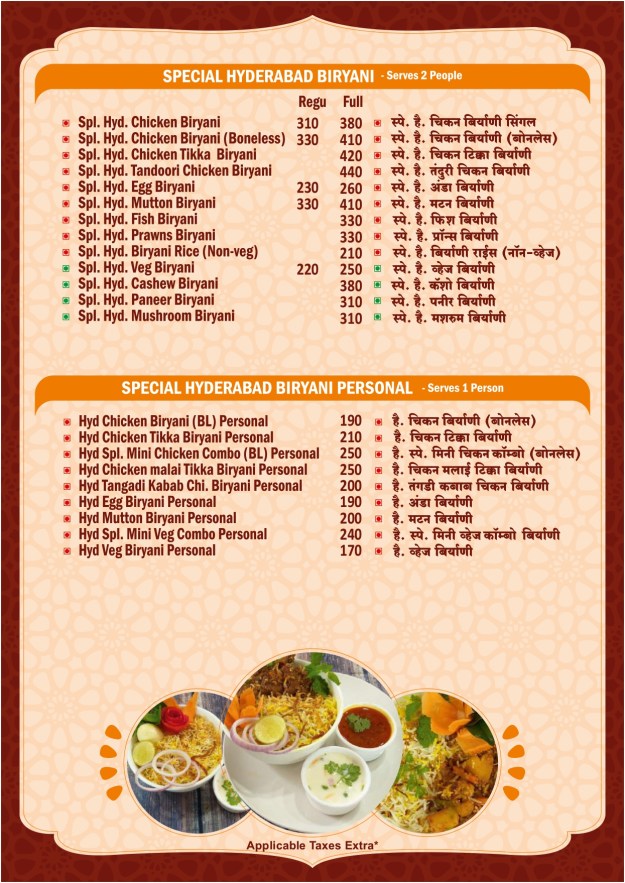 SPECIAL HYDERABAD BIRYANI - Serves 2 People
Regu Full
Spl. Hyd. Chicken Biryani 310 380 स्पे. है. चिकन बिर्याणी सिंगल
Spl. Hyd. Chicken Biryani (Boneless) 330 410 स्पे. है. चिकन बिर्याणी (बोनलेस)
Spl. Hyd. Chicken Tikka Biryani 420 स्पे. है. चिकन टिक्का बिर्याणी
Spl. Hyd. Tandoori Chicken Biryani 440 स्पे. है. तंदुरी चिकन बिर्याणी
Spl. Hyd. Egg Biryani 230 260 स्पे. है. अंडा बिर्याणी
Spl. Hyd. Mutton Biryani 330 410 स्पे. है. मटन बिर्याणी
Spl. Hyd. Fish Biryani 330 स्पे. है. फिश बिर्याणी
Spl. Hyd. Prawns Biryani 330 स्पे. है. प्रॉन्स बिर्याणी
Spl. Hyd. Biryani Rice (Non-veg) 210 स्पे. है. बिर्याणी राईस (नॉन-व्हेज)
Spl. Hyd. Veg Biryani 220 250 स्पे. है. व्हेज बिर्याणी
Spl. Hyd. Cashew Biryani 380 स्पे. है. कॅशो बिर्याणी
Spl. Hyd. Paneer Biryani 310 स्पे. है. पनीर बिर्याणी
Spl. Hyd. Mushroom Biryani 310 स्पे. है. मशरुम बिर्याणी
SPECIAL HYDERABAD BIRYANI PERSONAL - Serves 1 Person
Hyd Chicken Biryani (BL) Personal 190 है. चिकन बिर्याणी (बोनलेस)
Hyd Chicken Tikka Biryani Personal 210 है. चिकन टिक्का बिर्याणी
Hyd Spl. Mini Chicken Combo (BL) Personal 250 है. स्पे. मिनी चिकन कॉम्बो (बोनलेस)
Hyd Chicken malai Tikka Biryani Personal 250 है. चिकन मलाई टिक्का बिर्याणी
Hyd Tangadi Kabab Chi. Biryani Personal 200 है. तंगडी कबाब चिकन बिर्याणी
Hyd Egg Biryani Personal 190 है. अंडा बिर्याणी
Hyd Mutton Biryani Personal 200 है. मटन बिर्याणी
Hyd Spl. Mini Veg Combo Personal 240 है. स्पे. मिनी व्हेज कॉम्बो बिर्याणी
Hyd Veg Biryani Personal 170 है. व्हेज बिर्याणी
Applicable Taxes Extra*